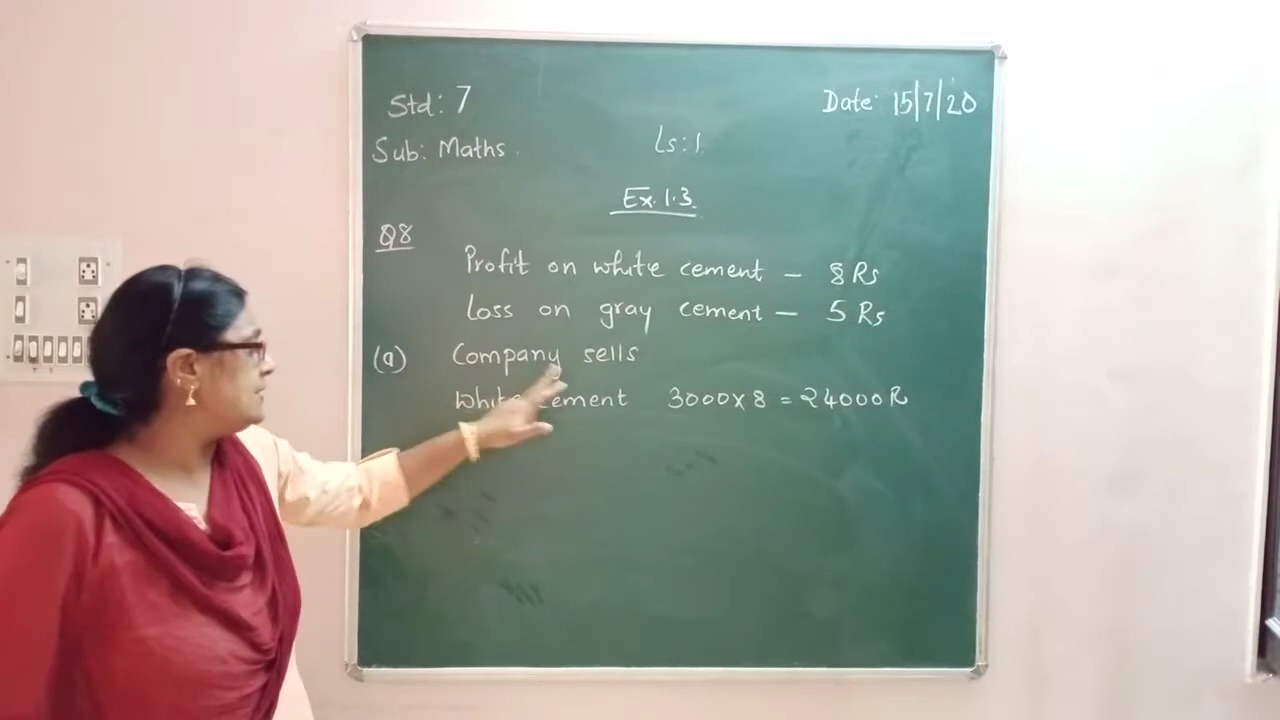 Std: 7
Date: 15/7/20
Sub: Maths.
Ls: 1.
Ex. 1.3.
Q8
Profit on white cement - 8 Rs
Loss on gray cement - 5 Rs
(a) Company sells
White cement 3000 x 8 = 24000 R